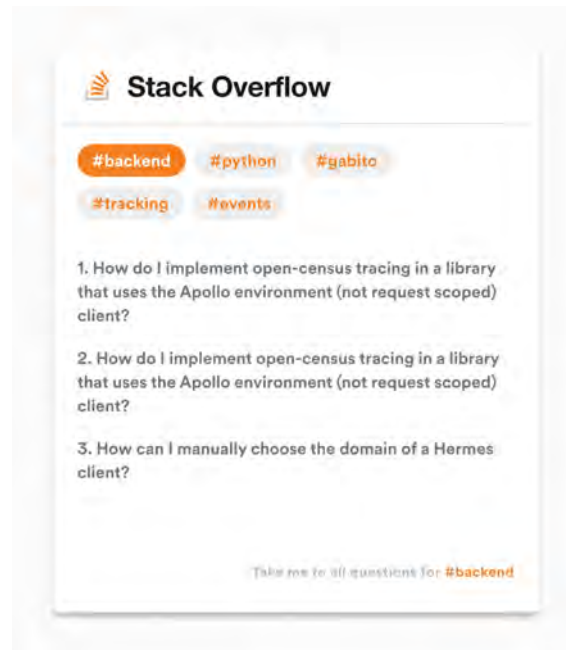 Stack Overflow
#backend #python #gabito
#tracking #events
1. How do I implement open-census tracing in a library
that uses the Apollo environment (not request scoped)
client?
2. How do I implement open-census tracing in a library
that uses the Apollo environment (not request scoped)
client?
3. How can I manually choose the domain of a Hermes
client?
Take me to all questions for #backend